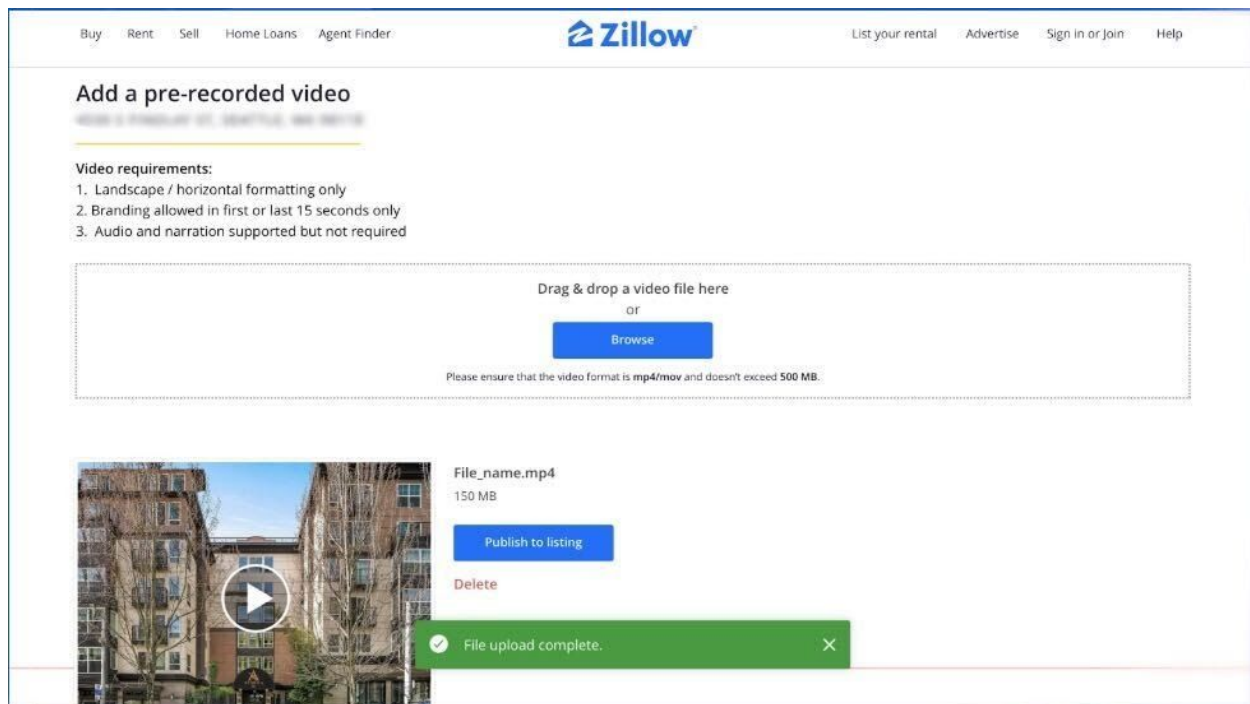 Buy Rent Sell Home Loans Agent Finder Zillow List your rental Advertise Sign in or Join Help
Add a pre-recorded video
Video requirements:
1. Landscape / horizontal formatting only
2. Branding allowed in first or last 15 seconds only
3. Audio and narration supported but not required
Drag & drop a video file here
or
Browse
Please ensure that the video format is mp4/mov and doesn't exceed 500 MB.
File_name.mp4
150 MB
Publish to listing
Delete
File upload complete.